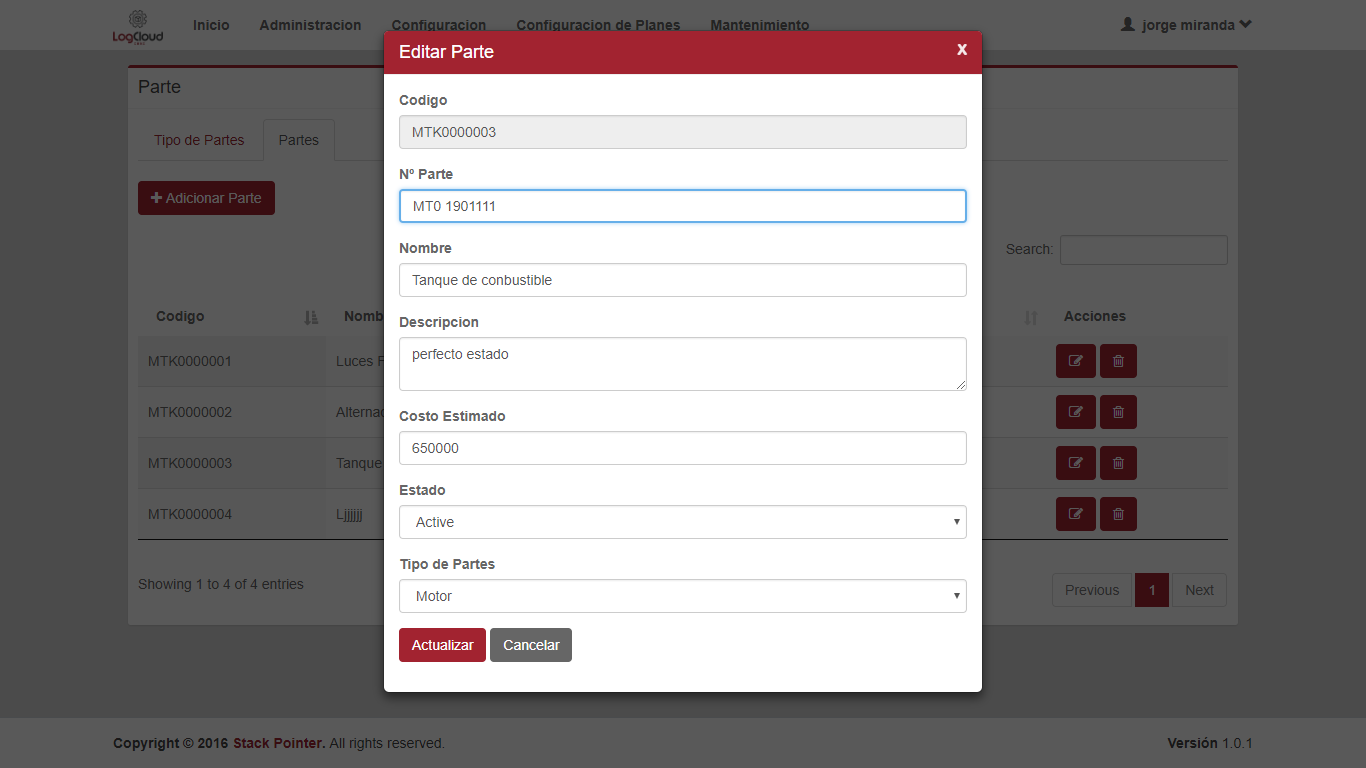 LogCloud
Inicio Administracion Configuracion Configuracion de Planes Mantenimiento jorge miranda
Editar Parte X
Parte
Codigo
MTK0000003
Tipo de Partes Partes
Nº Parte
Adicionar Parte
MT0 1901111
Nombre
Search:
Tanque de conbustible
Codigo Nomb Acciones
Descripcion
perfecto estado
MTK0000001 Luces F
MTK0000002 Alternad
Costo Estimado
650000
MTK0000003 Tanque
Estado
MTK0000004 Ljjjjjj
Active
Tipo de Partes
Showing 1 to 4 of 4 entries
Motor
Previous 1 Next
Actualizar Cancelar
Copyright © 2016 Stack Pointer. All rights reserved. Versión 1.0.1